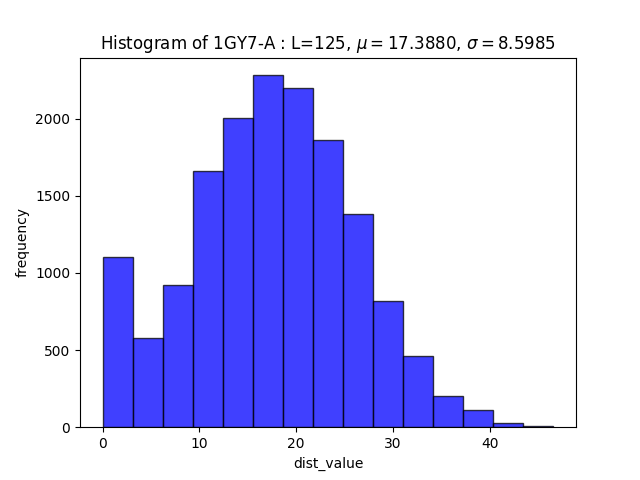 Histogram of 1GY7-A : L=125, μ = 17.3880, σ = 8.5985
2000
1500
1000
500
0
frequency
0 10 20 30 40
dist_value